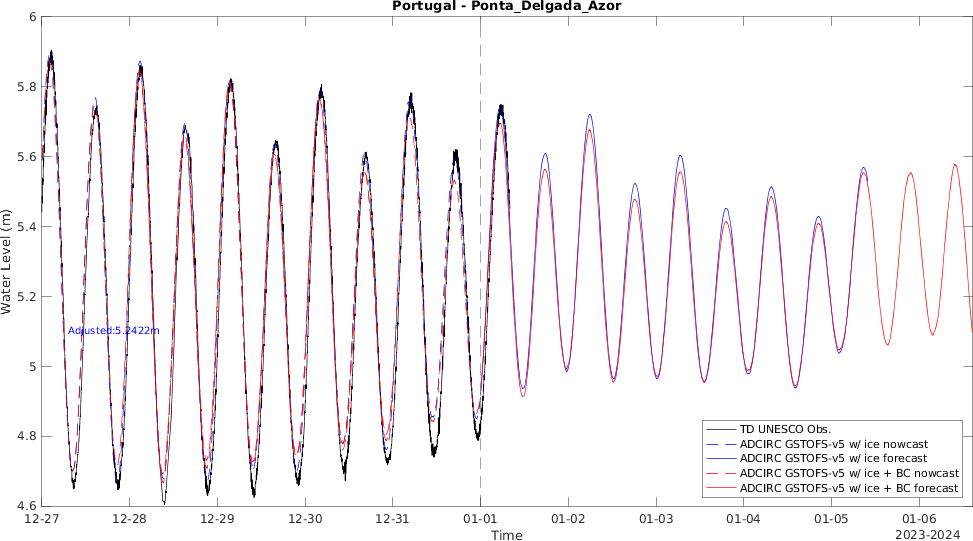 Portugal - Ponta_Delgada_Azor
6
5.8
5.6
5.4
5.2
5
4.8
4.6
Water Level (m)
Adjusted:5.2422m
TD UNESCO Obs.
ADCIRC GSTOFS-v5 w/ ice nowcast
ADCIRC GSTOFS-v5 w/ ice forecast
ADCIRC GSTOFS-v5 w/ ice + BC nowcast
ADCIRC GSTOFS-v5 w/ ice + BC forecast
12-27 12-28 12-29 12-30 12-31 01-01 01-02 01-03 01-04 01-05 01-06
Time
2023-2024